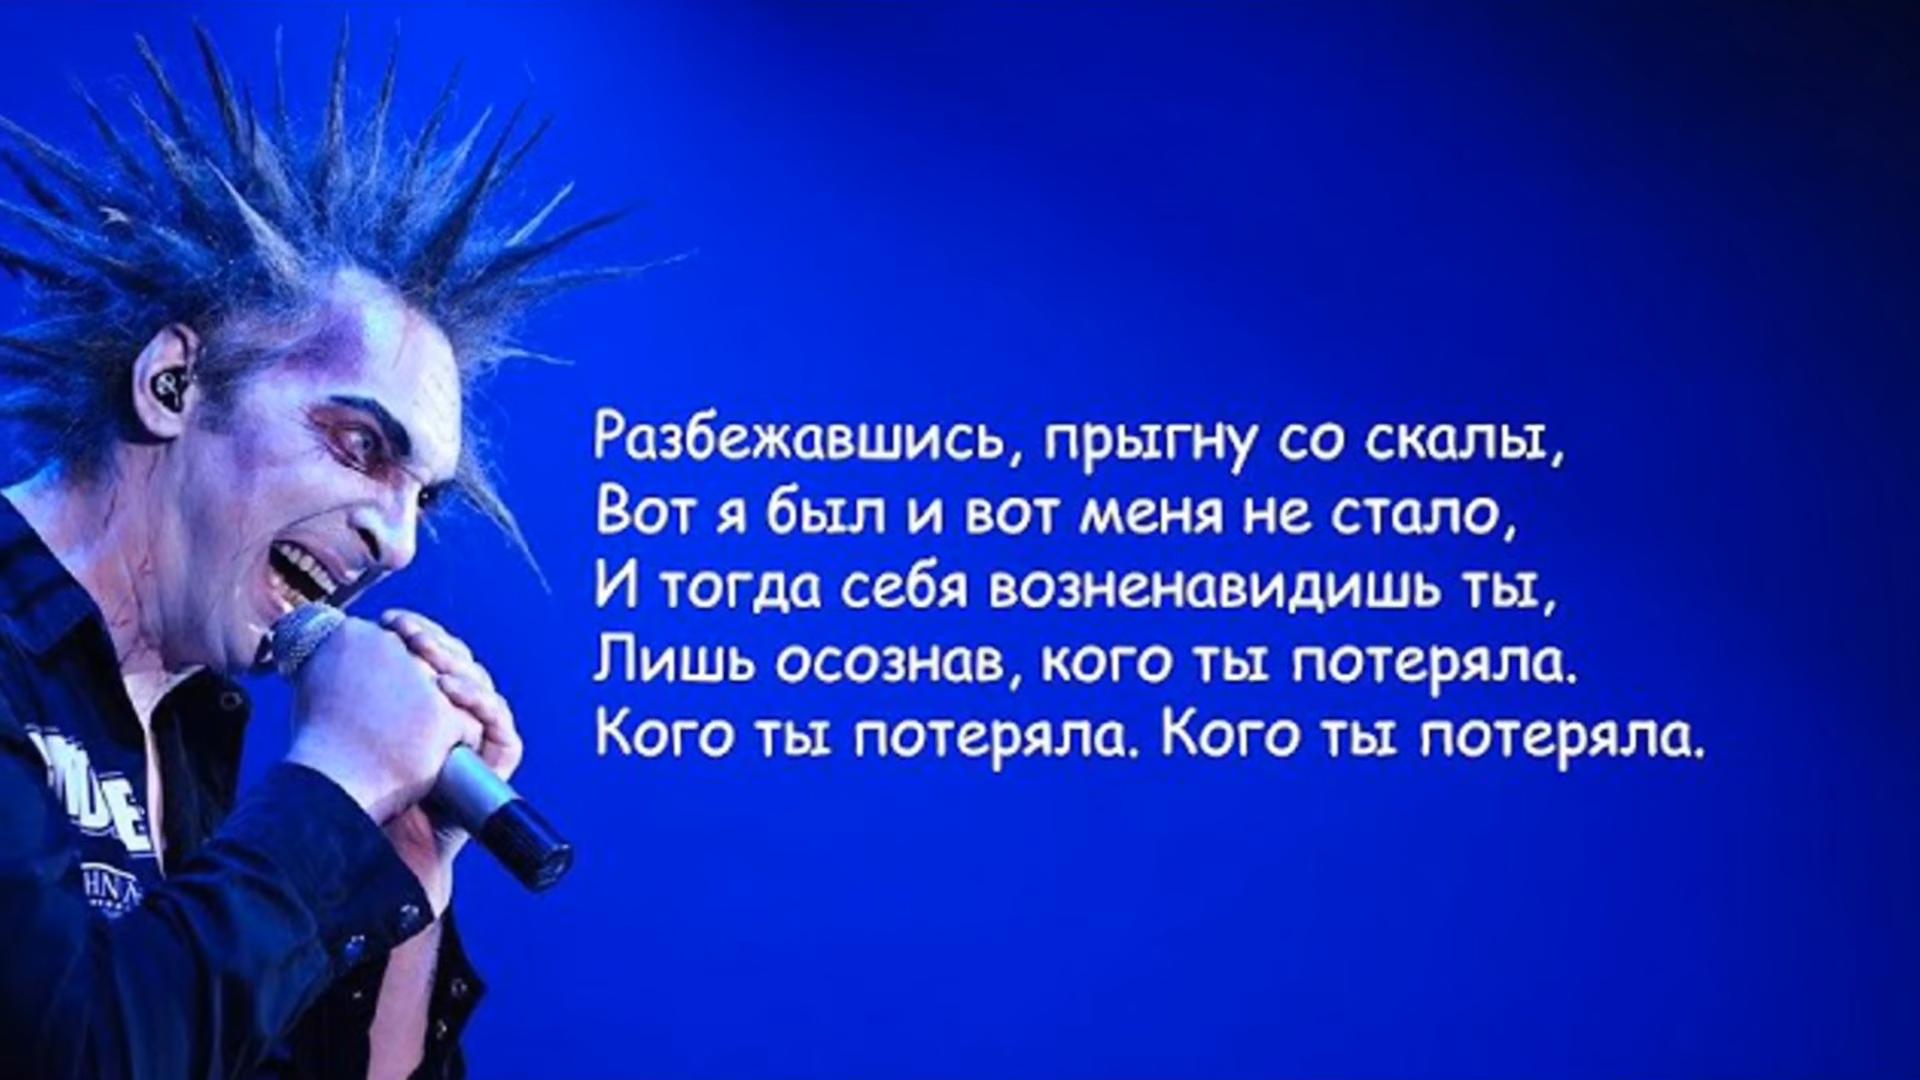 Разбежавшись, прыгну со скалы,
Вот я был и вот меня не стало,
И тогда себя возненавидишь ты,
Лишь осознав, кого ты потеряла.
Кого ты потеряла. Кого ты потеряла.